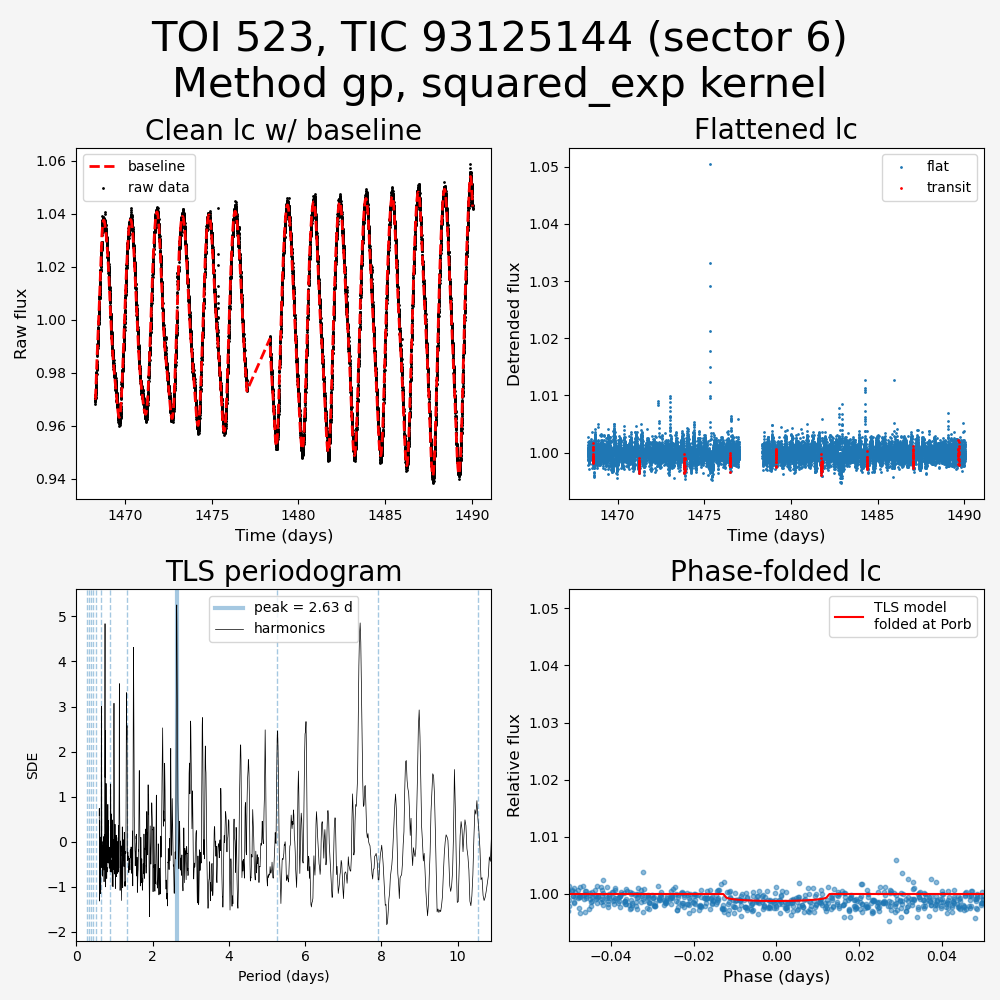 TOI 523, TIC 93125144 (sector 6)
Method gp, squared_exp kernel
Clean lc w/ baseline
baseline
raw data
1.06
1.04
1.02
1.00
0.98
0.96
0.94
Raw flux
1470
1475
1480
1485
1490
Time (days)
Flattened lc
flat
transit
1.05
1.04
1.03
1.02
1.01
1.00
Detrended flux
1470
1475
1480
1485
1490
Time (days)
TLS periodogram
peak = 2.63 d
harmonics
5
4
3
2
1
0
−1
−2
SDE
0
2
4
6
8
10
Period (days)
Phase-folded lc
TLS model
folded at Porb
1.05
1.04
1.03
1.02
1.01
1.00
Relative flux
−0.04
−0.02
0.00
0.02
0.04
Phase (days)